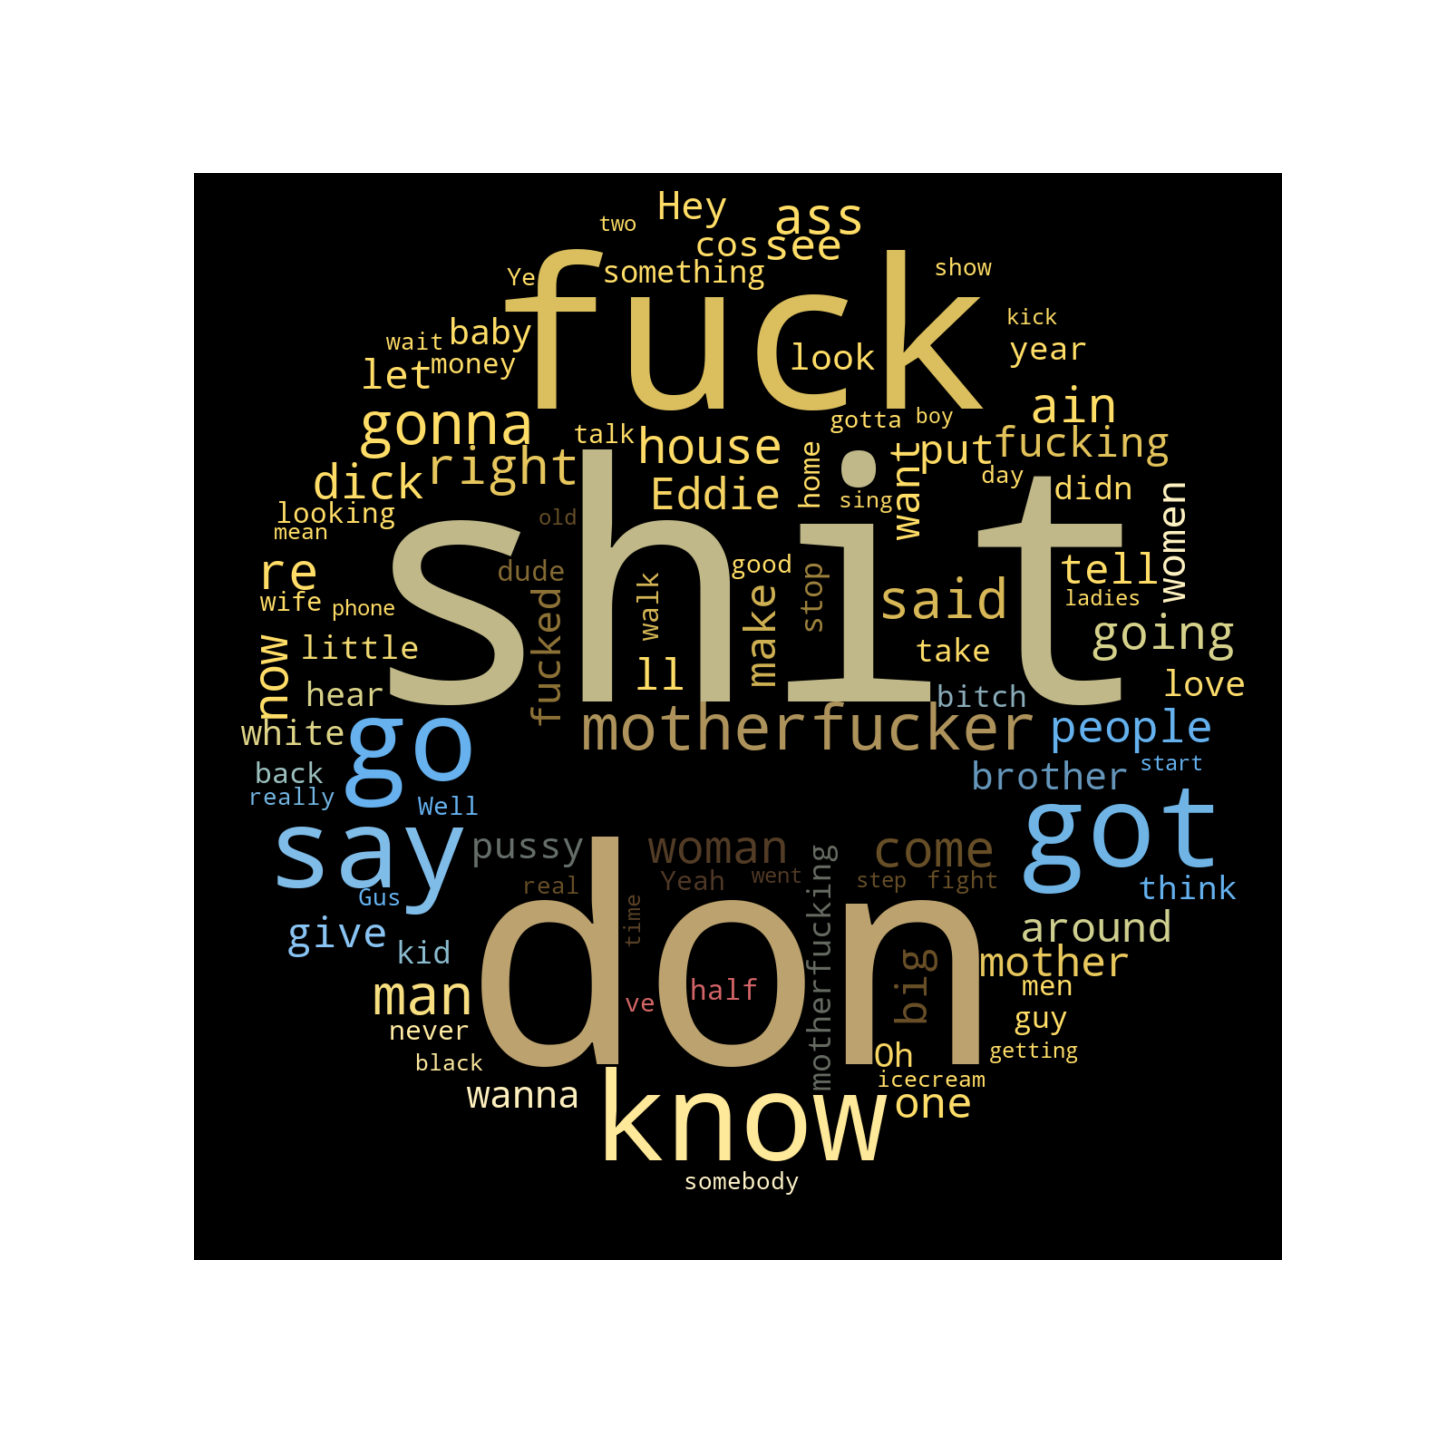 two Hey ass
cos see
Ye something fuck show
kick
wait baby look year
let money
gonna talk house gotta boy ain
right put fucking
dick Eddie home sing want day didn
looking
mean old shit women
re dude good tell
wife phone fucked walk make stop said ladies
now little ll take going
hear bitch love
white go motherfucker people
back brother start
really Well
say pussy woman come got
Gus real Yeah went step fight think
give time motherfucking around
kid don big mother
man ve half men
never guy
black Oh getting
wanna know icecream
one
somebody